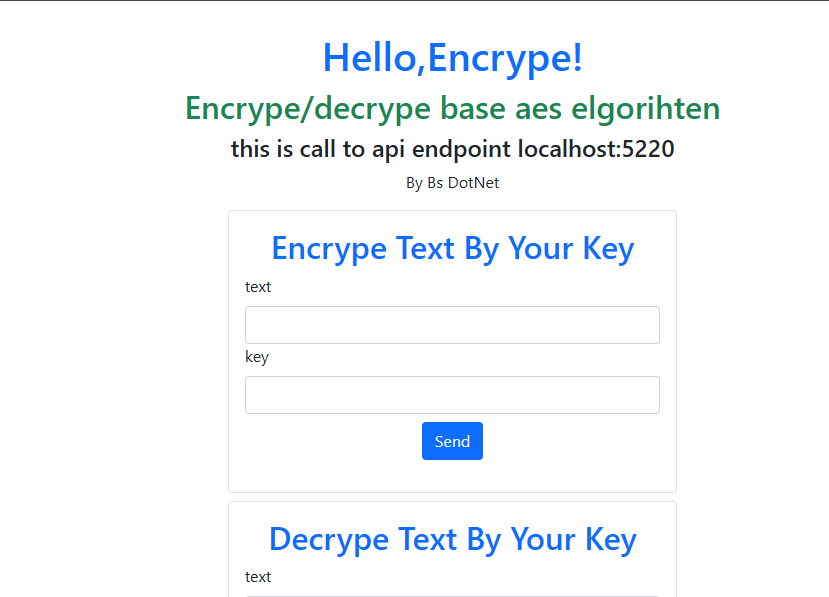 Hello,Encrype!
Encrype/decrype base aes elgorihten
this is call to api endpoint localhost:5220
By Bs DotNet
Encrype Text By Your Key
text
key
Send
Decrype Text By Your Key
text